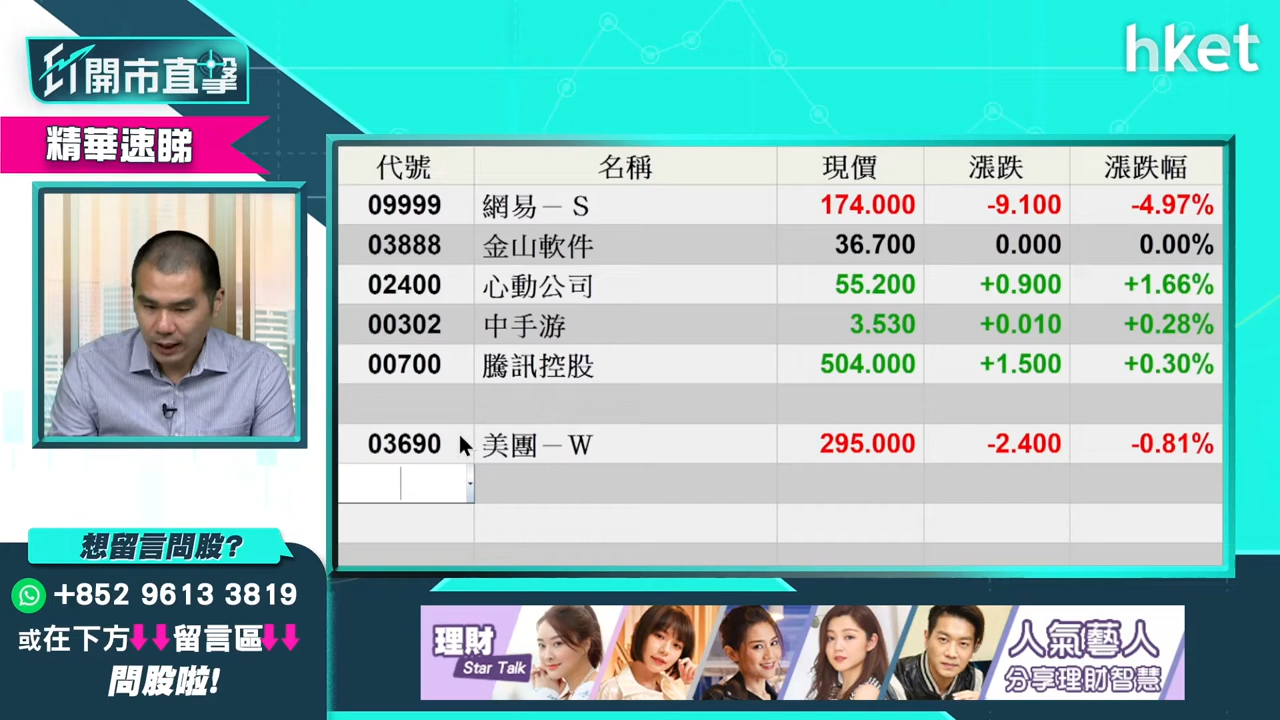 hket
ET開市直擊
精華速睇
代號 名稱 現價 漲跌 漲跌幅
09999 網易－S 174.000 -9.100 -4.97%
03888 金山軟件 36.700 0.000 0.00%
02400 心動公司 55.200 +0.900 +1.66%
00302 中手游 3.530 +0.010 +0.28%
00700 騰訊控股 504.000 +1.500 +0.30%
03690 美團－W 295.000 -2.400 -0.81%
想留言問股?
+852 9613 3819
或在下方留言區
問股啦!
理財
Star Talk
人氣藝人
分享理財智慧